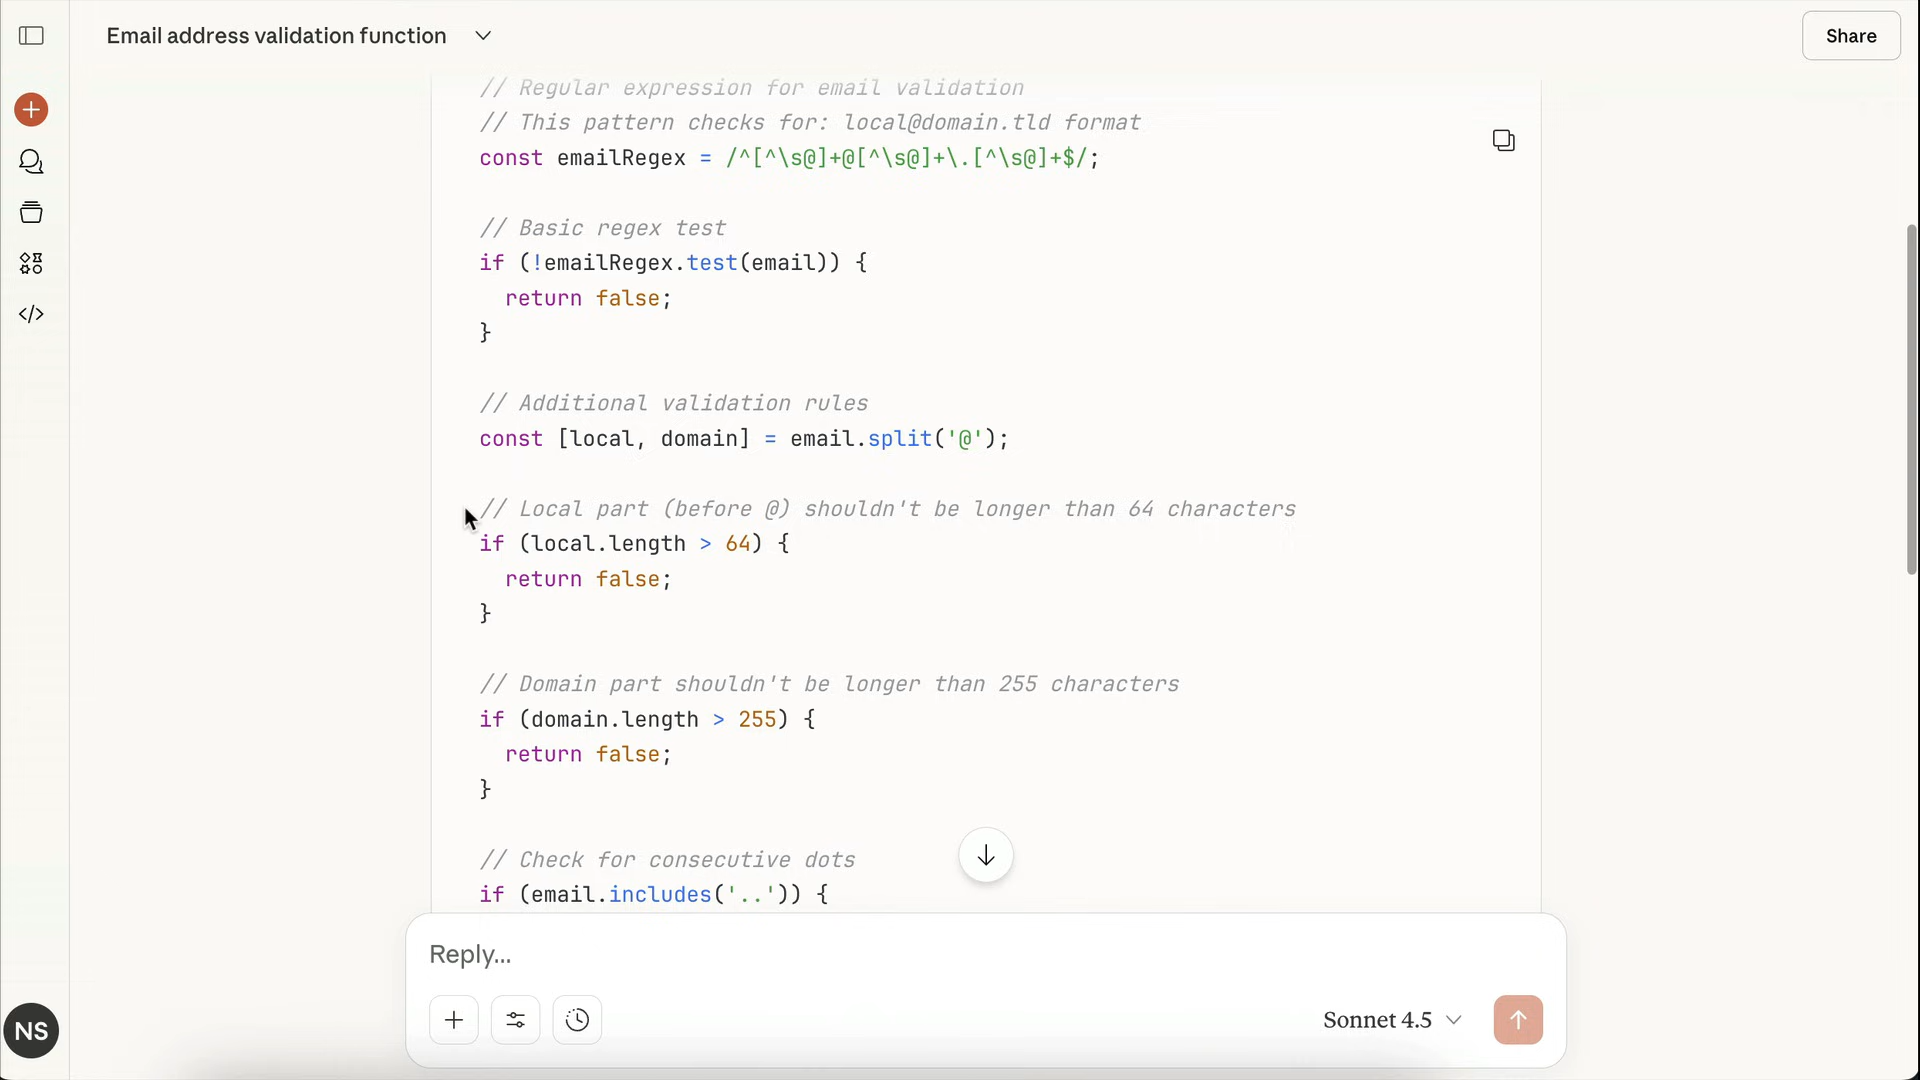 Email address validation function
Share
// Regular expression for email validation
// This pattern checks for: local@domain.tld format
const emailRegex = /^[^\s@]+@[^\s@]+\.[^\s@]+$/;
// Basic regex test
if (!emailRegex.test(email)) {
return false;
}
// Additional validation rules
const [local, domain] = email.split('@');
// Local part (before @) shouldn't be longer than 64 characters
if (local.length > 64) {
return false;
}
// Domain part shouldn't be longer than 255 characters
if (domain.length > 255) {
return false;
}
// Check for consecutive dots
if (email.includes('..')) {
Reply...
Sonnet 4.5
NS